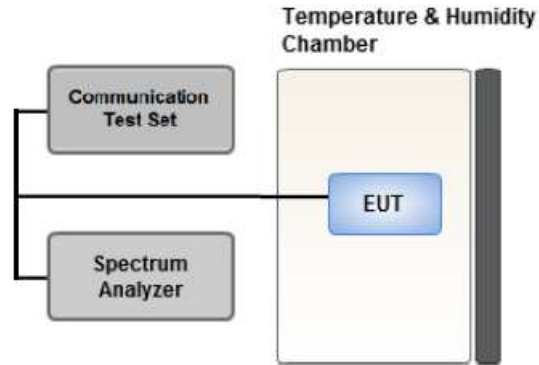 Temperature & Humidity
Chamber
Communication
Test Set
EUT
Spectrum
Analyzer